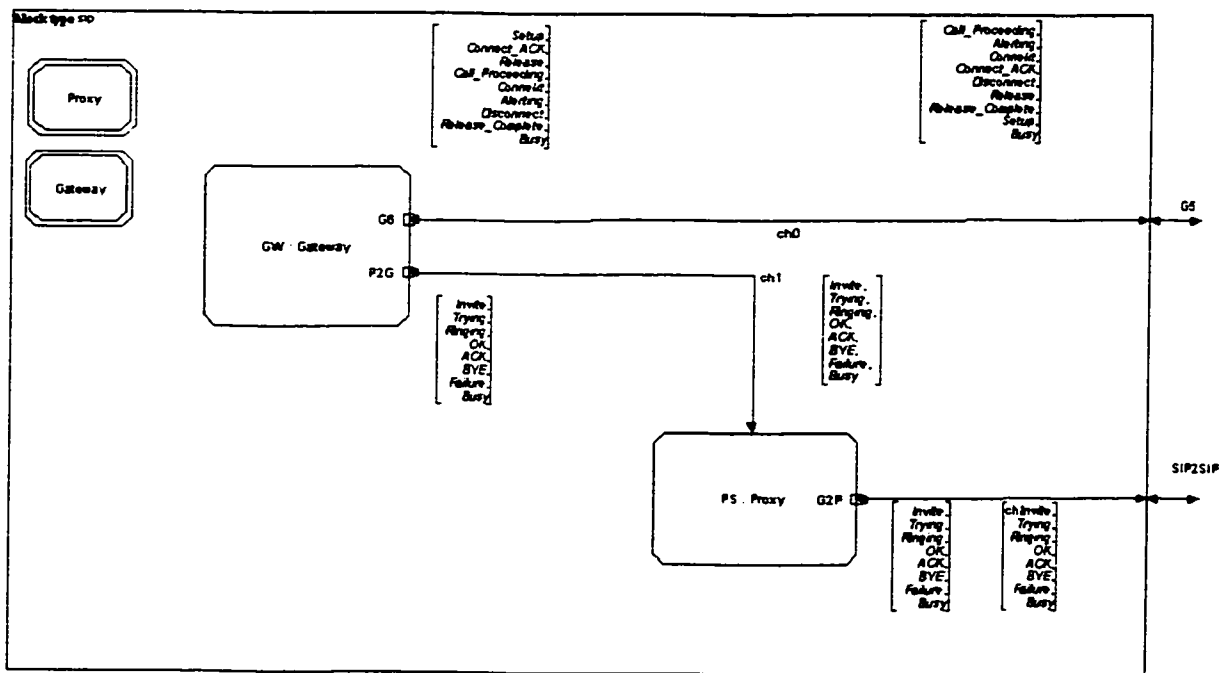 Block type SIP
Proxy
Gateway
Setup,
Connect_ACK,
Release,
Call_Proceeding,
Connect,
Alerting,
Disconnect,
Release_Complete,
Busy
Call_Proceeding,
Alerting,
Connect,
Connect_ACK,
Disconnect,
Release,
Release_Complete,
Setup,
Busy
GW : Gateway
G6
P2G
ch0
G5
ch1
Invite,
Trying,
Ringing,
OK,
ACK,
BYE,
Failure,
Busy
Invite,
Trying,
Ringing,
OK,
ACK,
BYE,
Failure,
Busy
PS : Proxy
G2P
SIP2SIP
Invite,
Trying,
Ringing,
OK,
ACK,
BYE,
Failure,
Busy
chInvite,
Trying,
Ringing,
OK,
ACK,
BYE,
Failure,
Busy